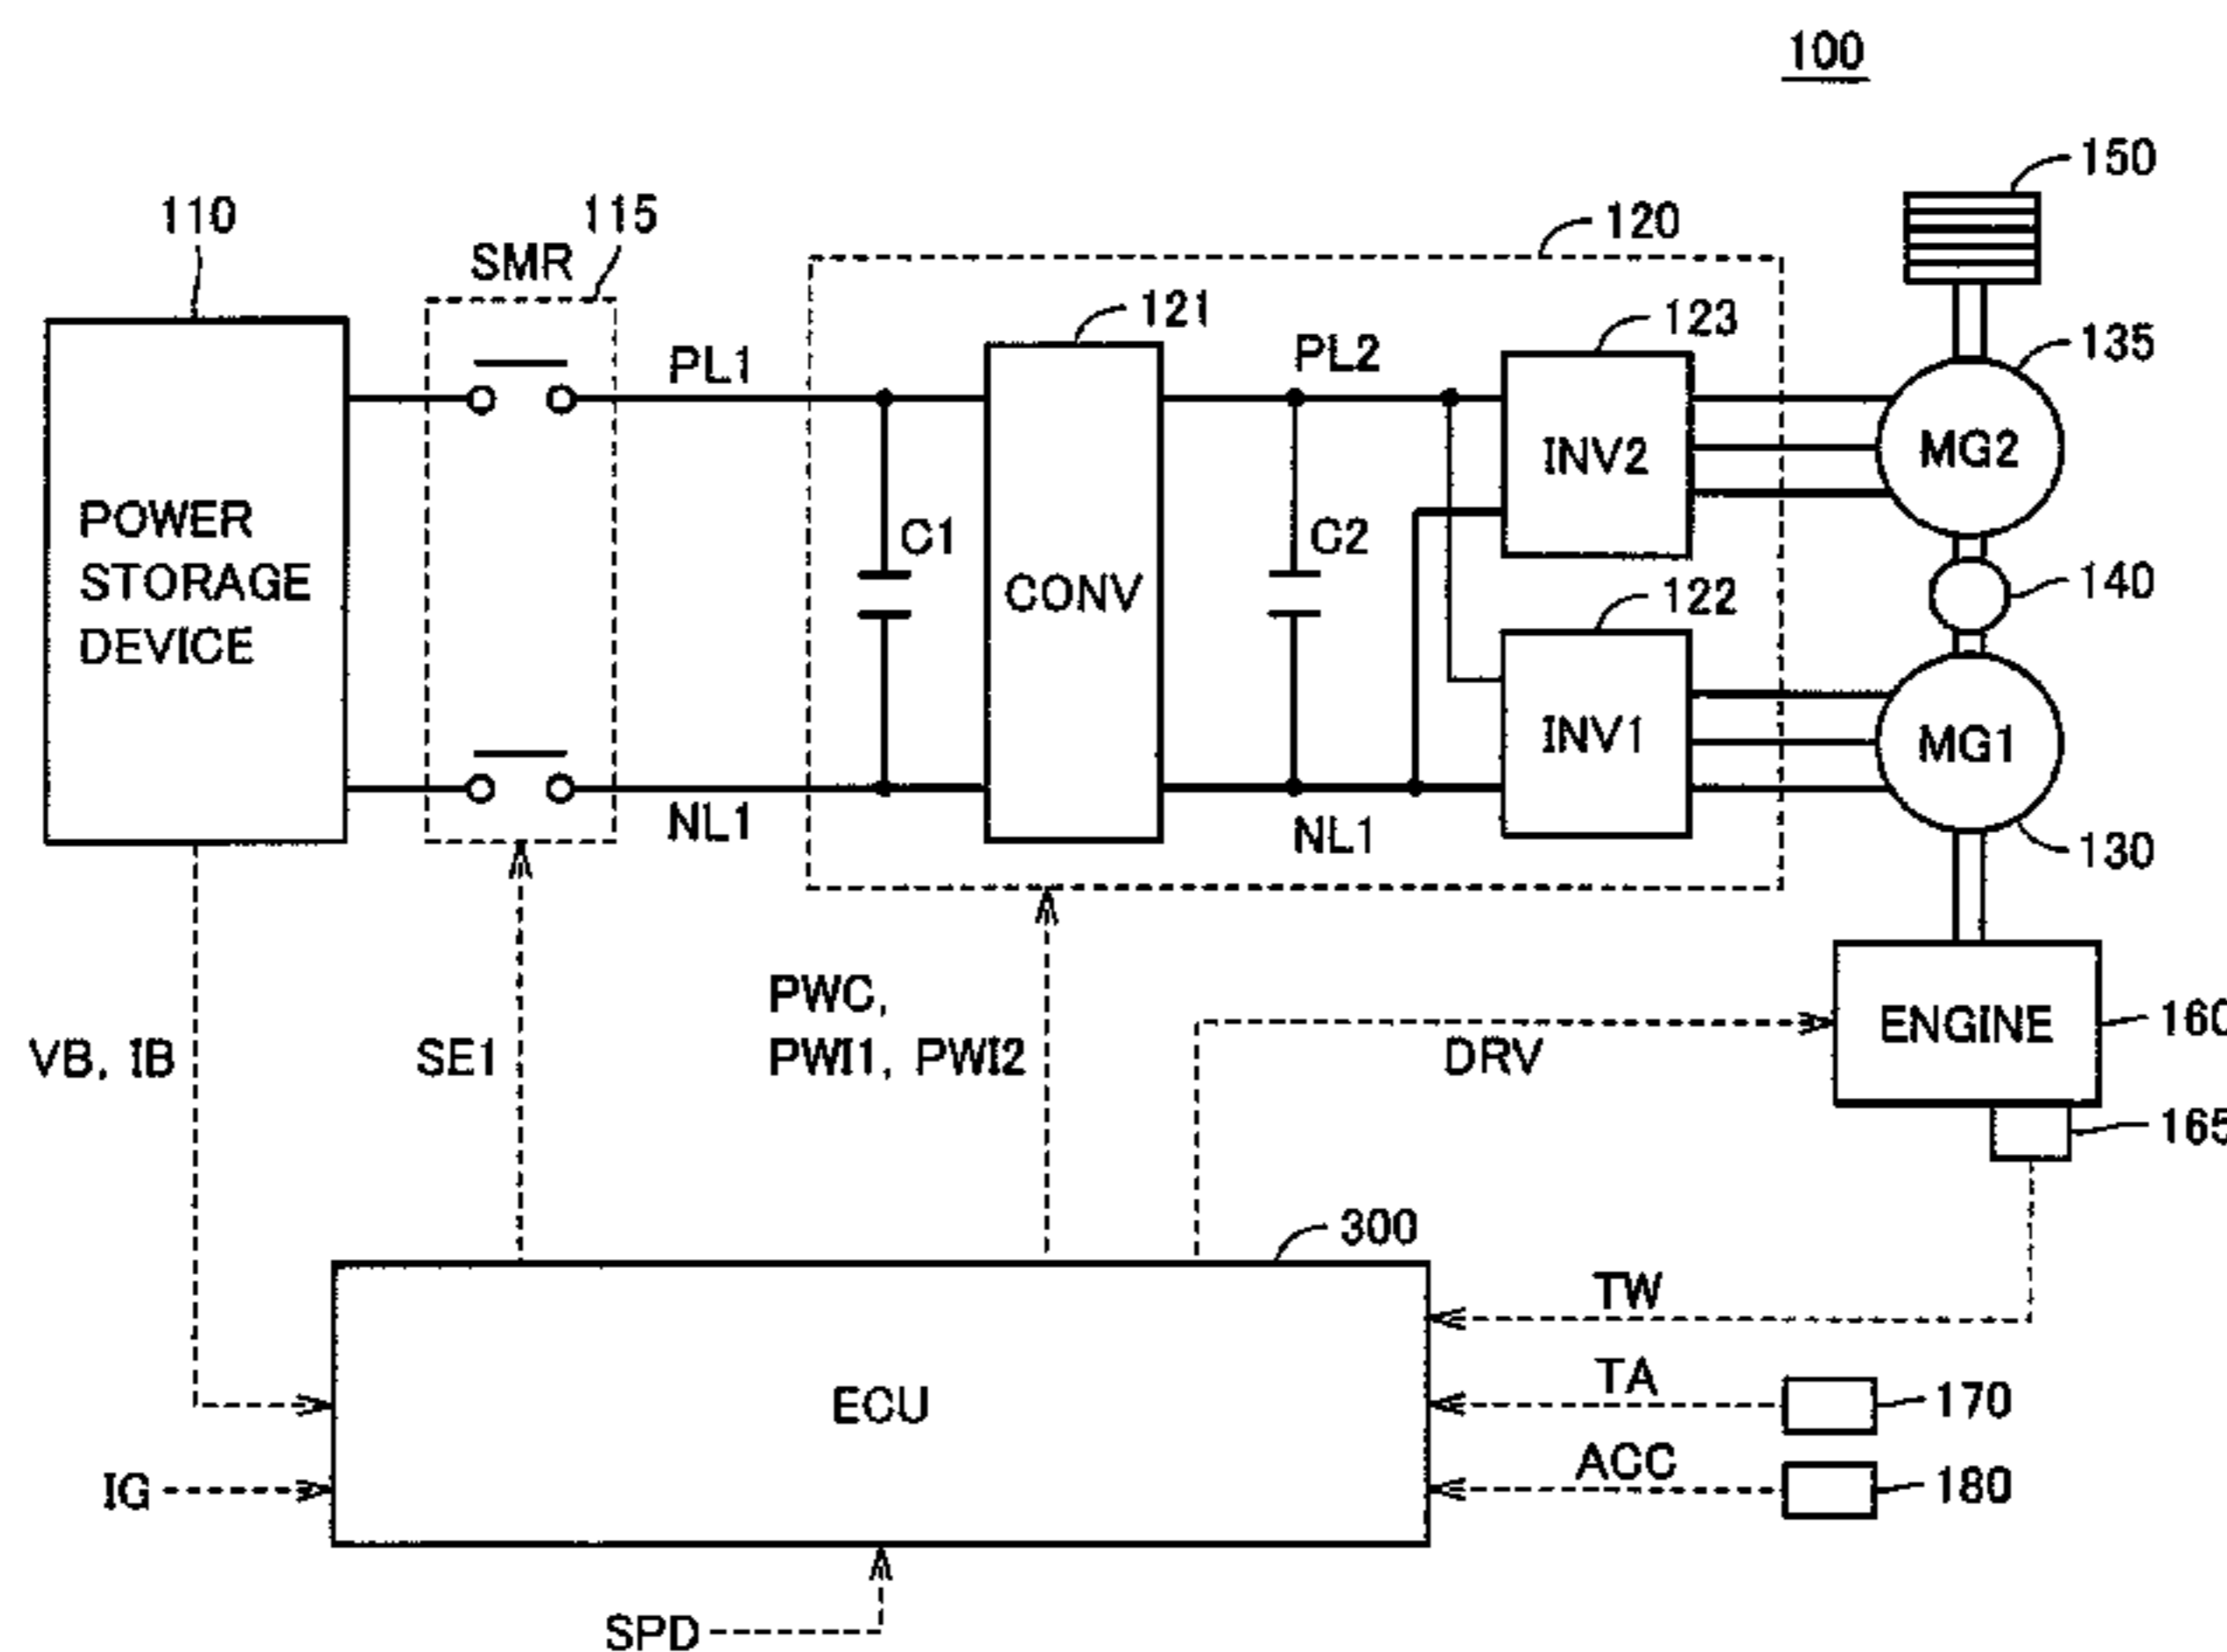 100
150
110
SMR
115
120
121
123
135
PL1
PL2
INV2
MG2
POWER
STORAGE
DEVICE
C1
CONV
C2
140
122
INV1
MG1
NL1
NL1
130
VB, IB
SE1
PWC,
PWI1, PWI2
DRV
ENGINE
160
165
300
TW
ECU
TA
170
IG
ACC
180
SPD